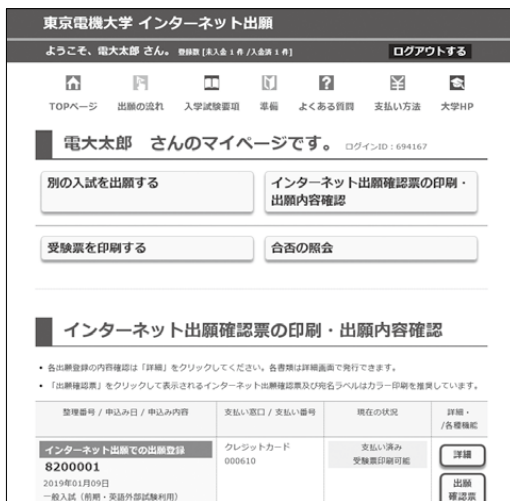 東京電機大学 インターネット出願
ようこそ、電大太郎 さん。 登録数 [未入金 1 件 /入金済 1 件] ログアウトする
TOPページ 出願の流れ 入学試験要項 準備 よくある質問 支払い方法 大学HP
電大太郎　さんのマイページです。 ログインID：694167
別の入試を出願する
インターネット出願確認票の印刷・
出願内容確認
受験票を印刷する
合否の照会
インターネット出願確認票の印刷・出願内容確認
・各出願登録の内容確認は「詳細」をクリックしてください。各書類は詳細画面で発行できます。
・「出願確認票」をクリックして表示されるインターネット出願確認票及び宛名ラベルはカラー印刷を推奨しています。
整理番号 / 申込み日 / 申込み内容 支払い窓口 / 支払い番号 現在の状況 詳細・
/各種機能
インターネット出願での出願登録
8200001
2019年01月09日
一般入試（前期・英語外部試験利用）
クレジットカード
000610
支払い済み
受験票印刷可能
詳細
出願
確認票